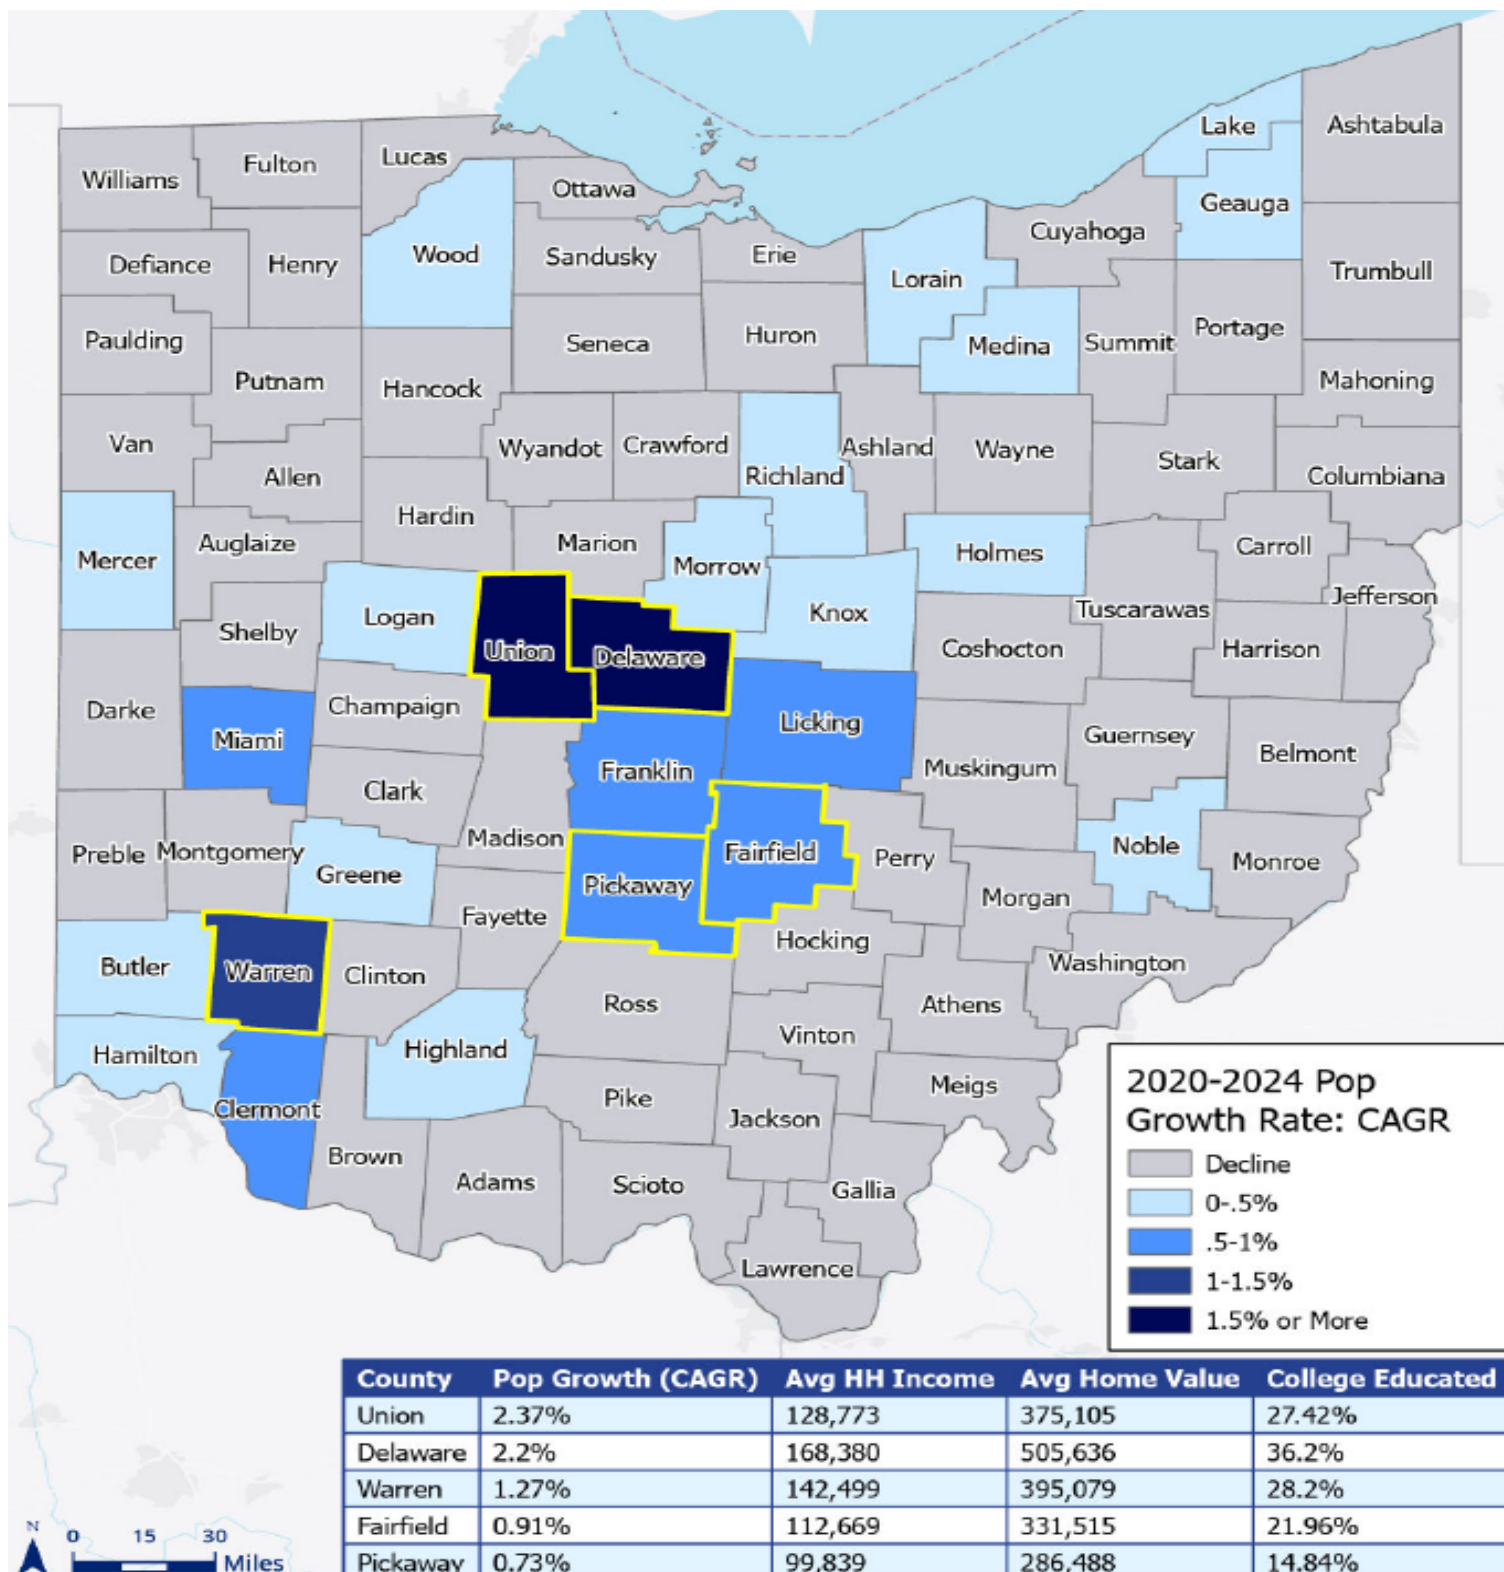 Lake
Ashtabula
Lucas
Fulton
Williams
Ottawa
Geauga
Cuyahoga
Wood
Sandusky
Erie
Defiance
Henry
Lorain
Trumbull
Paulding
Seneca
Huron
Medina
Summit
Portage
Putnam
Hancock
Mahoning
Van
Wyandot
Crawford
Ashland
Wayne
Stark
Allen
Richland
Columbiana
Hardin
Auglaize
Marion
Mercer
Morrow
Holmes
Carroll
Jefferson
Logan
Knox
Tuscarawas
Shelby
Union
Delaware
Coshocton
Harrison
Darke
Champaign
Miami
Licking
Guernsey
Franklin
Muskingum
Belmont
Clark
Madison
Preble
Montgomery
Fairfield
Perry
Noble
Monroe
Greene
Pickaway
Morgan
Fayette
Hocking
Butler
Warren
Clinton
Washington
Ross
Athens
Vinton
Hamilton
Highland
Clermont
Pike
Meigs
Jackson
Brown
Adams
Scioto
Gallia
Lawrence
2020-2024 Pop
Growth Rate: CAGR
Decline
0-.5%
.5-1%
1-1.5%
1.5% or More
County Pop Growth (CAGR) Avg HH Income Avg Home Value College Educated
Union 2.37% 128,773 375,105 27.42%
Delaware 2.2% 168,380 505,636 36.2%
Warren 1.27% 142,499 395,079 28.2%
Fairfield 0.91% 112,669 331,515 21.96%
Pickaway 0.73% 99,839 286,488 14.84%
N
0 15 30
Miles